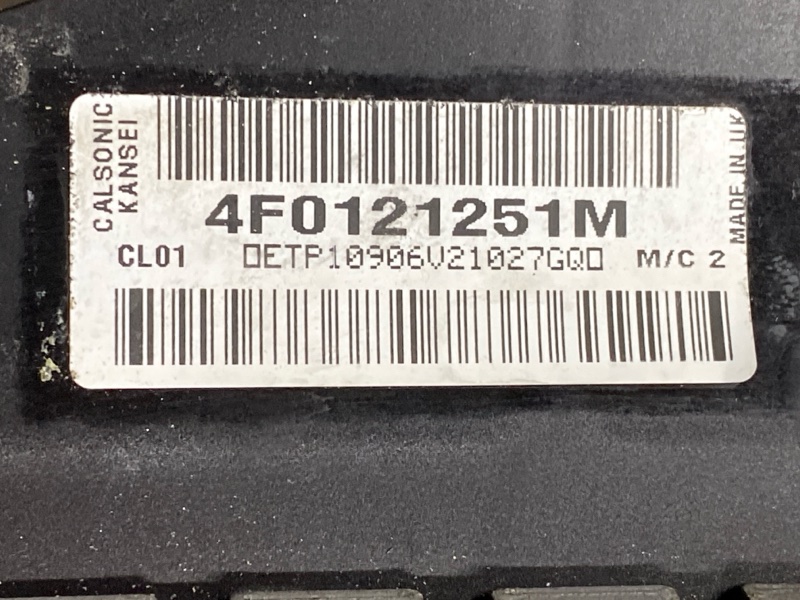 CALSONIC
KANSEI
4F0121251M
CL01 ▯ETP10906V21027GQ▯ M/C 2
MADE IN UK